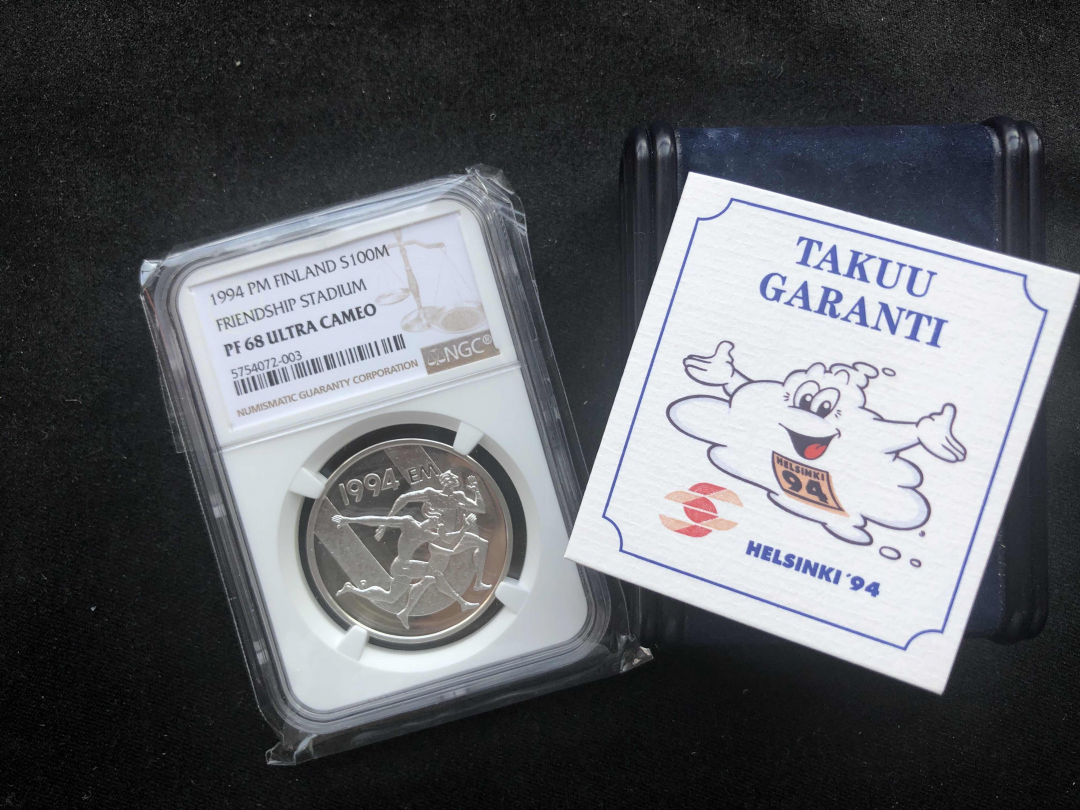 1994 PM FINLAND S100M
FRIENDSHIP STADIUM
PF 68 ULTRA CAMEO
5754072-003
NGC®
NUMISMATIC GUARANTY CORPORATION
1994 EM
TAKUU
GARANTI
HELSINKI
94
HELSINKI '94